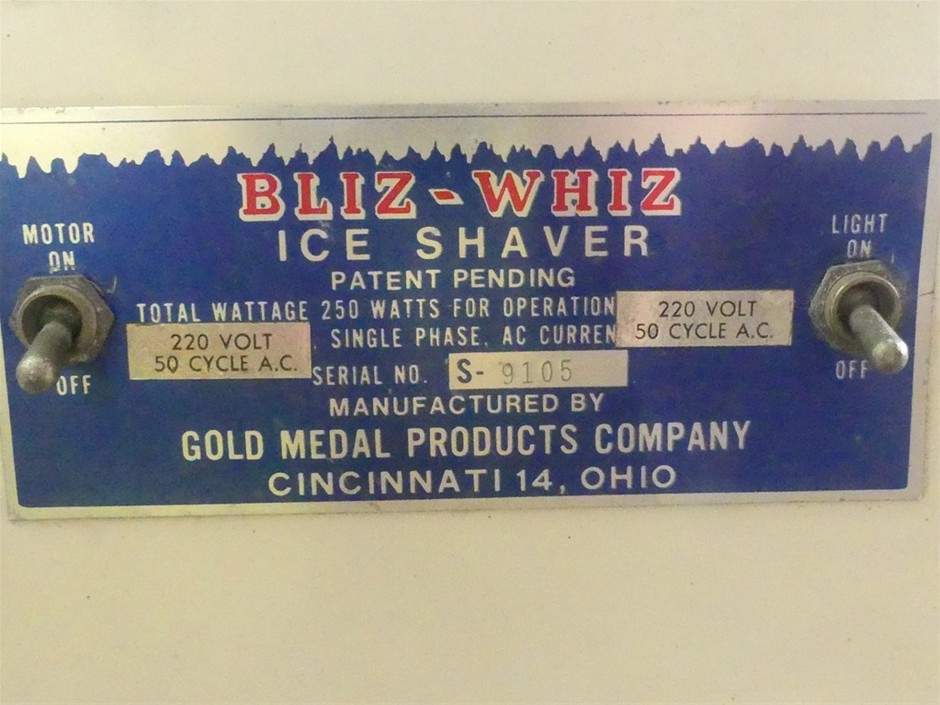 BLIZ-WHIZ
ICE SHAVER
PATENT PENDING
MOTOR
ON
OFF
LIGHT
ON
OFF
TOTAL WATTAGE 250 WATTS FOR OPERATION
220 VOLT
50 CYCLE A.C.
SINGLE PHASE, AC CURREN
220 VOLT
50 CYCLE A.C.
SERIAL NO. S- 9105
MANUFACTURED BY
GOLD MEDAL PRODUCTS COMPANY
CINCINNATI 14, OHIO